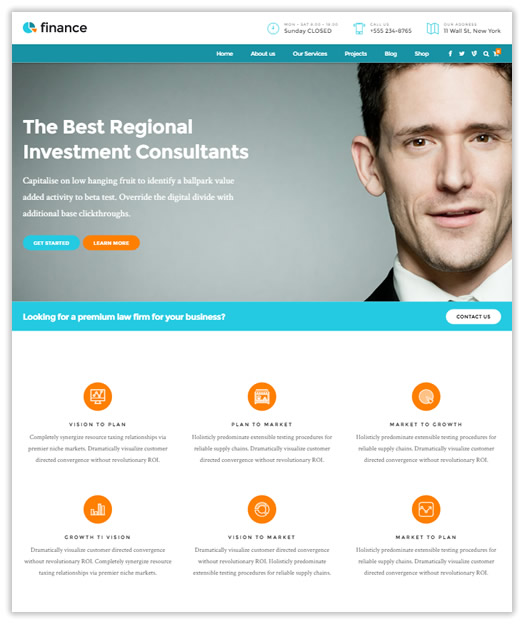 finance
MON - SAT 8.00 - 18.00
Sunday CLOSED
CALL US
+555 234-8765
OUR ADDRESS
11 Wall St, New York
Home About us Our Services Projects Blog Shop
The Best Regional
Investment Consultants
Capitalise on low hanging fruit to identify a ballpark value
added activity to beta test. Override the digital divide with
additional base clickthroughs.
GET STARTED
LEARN MORE
Looking for a premium law firm for your business?
CONTACT US
VISION TO PLAN
Completely synergize resource taxing relationships via
premier niche markets. Dramatically visualize customer
directed convergence without revolutionary ROI.
PLAN TO MARKET
Holisticly predominate extensible testing procedures for
reliable supply chains. Dramatically visualize customer
directed convergence without revolutionary ROI.
MARKET TO GROWTH
Holisticly predominate extensible testing procedures for
reliable supply chains. Dramatically visualize customer
directed convergence without revolutionary ROI.
GROWTH TI VISION
Dramatically visualize customer directed convergence
without revolutionary ROI. Completely synergize resource
taxing relationships via premier niche markets.
VISION TO MARKET
Dramatically visualize customer directed convergence
without revolutionary ROI. Holisticly predominate
extensible testing procedures for reliable supply chains.
MARKET TO PLAN
Holisticly predominate extensible testing procedures for
reliable supply chains. Dramatically visualize customer
directed convergence without revolutionary ROI.